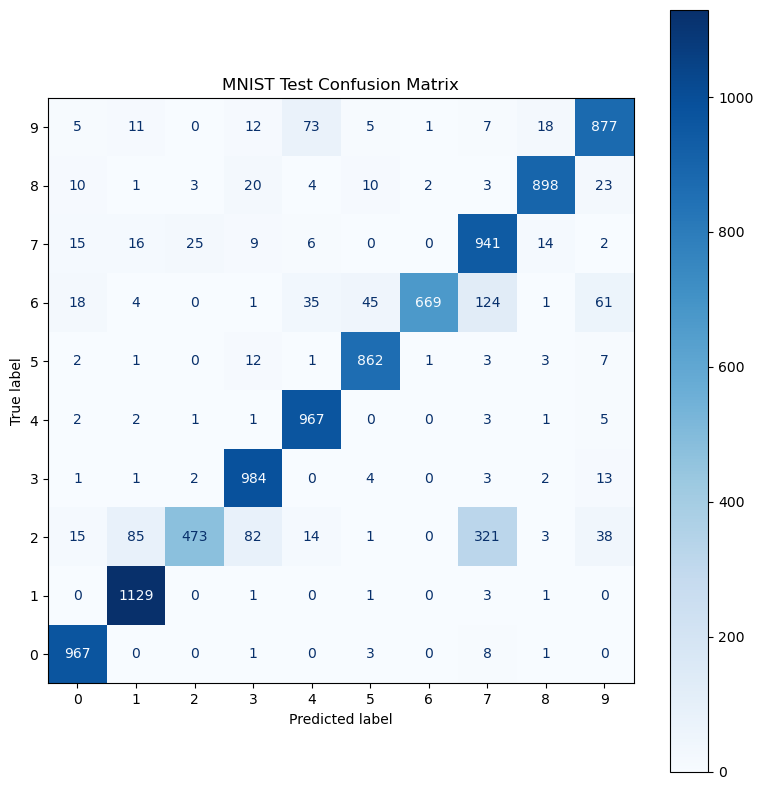 MNIST Test Confusion Matrix
9 5 11 0 12 73 5 1 7 18 877
8 10 1 3 20 4 10 2 3 898 23
7 15 16 25 9 6 0 0 941 14 2
6 18 4 0 1 35 45 669 124 1 61
5 2 1 0 12 1 862 1 3 3 7
4 2 2 1 1 967 0 0 3 1 5
3 1 1 2 984 0 4 0 3 2 13
2 15 85 473 82 14 1 0 321 3 38
1 0 1129 0 1 0 1 0 3 1 0
0 967 0 0 1 0 3 0 8 1 0
0 1 2 3 4 5 6 7 8 9
Predicted label
True label
1000
800
600
400
200
0